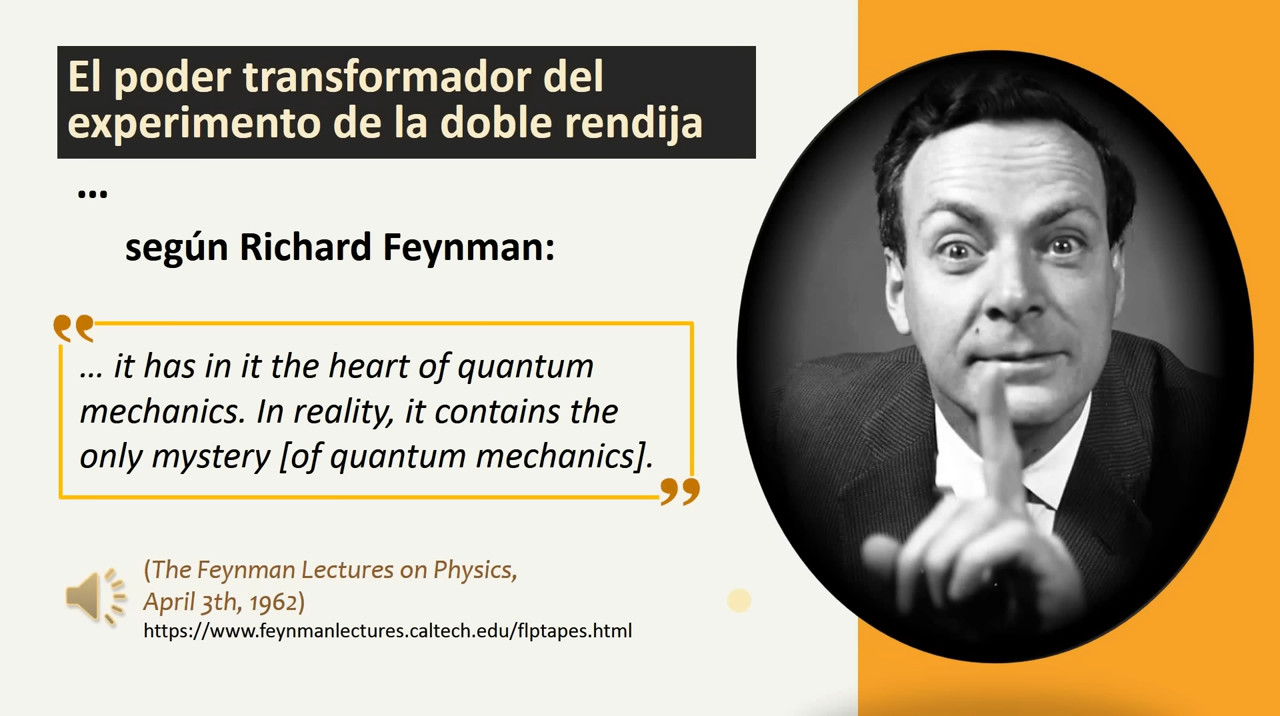 El poder transformador del
experimento de la doble rendija
...
según Richard Feynman:
”
... it has in it the heart of quantum
mechanics. In reality, it contains the
only mystery [of quantum mechanics].
”
(The Feynman Lectures on Physics,
April 3th, 1962)
https://www.feynmanlectures.caltech.edu/flptapes.html